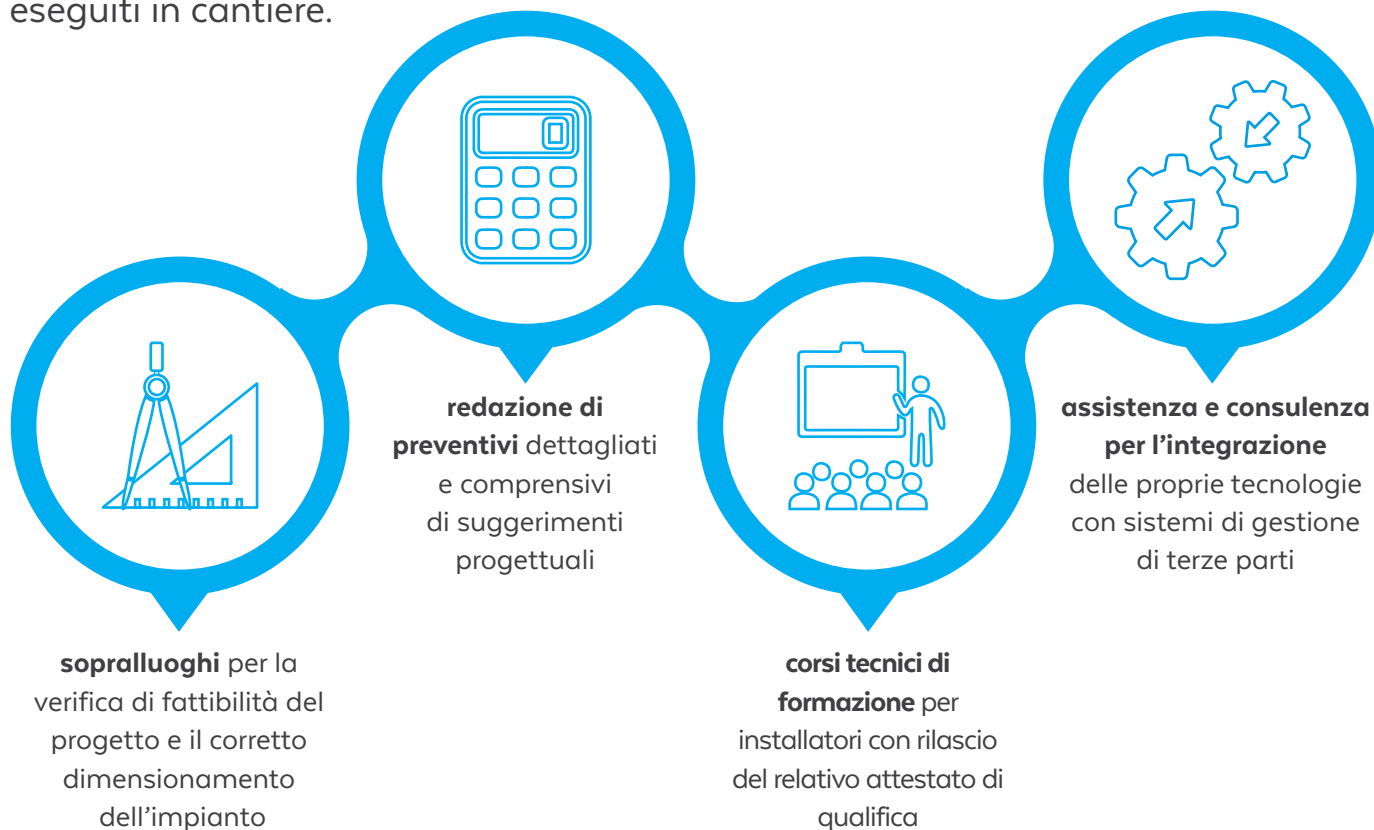 eseguiti in cantiere.
sopralluoghi per la
verifica di fattibilità del
progetto e il corretto
dimensionamento
dell’impianto
redazione di
preventivi dettagliati
e comprensivi
di suggerimenti
progettuali
corsi tecnici di
formazione per
installatori con rilascio
del relativo attestato di
qualifica
assistenza e consulenza
per l’integrazione
delle proprie tecnologie
con sistemi di gestione
di terze parti